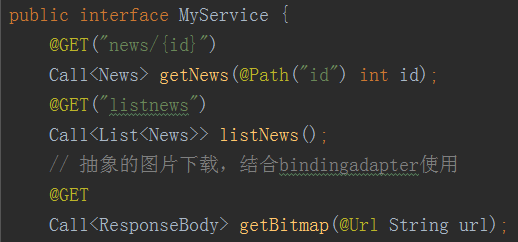 public interface MyService {
@GET("news/{id}")
Call<News> getNews(@Path("id") int id);
@GET("listnews")
Call<List<News>> listNews();
// 抽象的图片下载，结合bindingadapter使用
@GET
Call<ResponseBody> getBitmap(@Url String url);